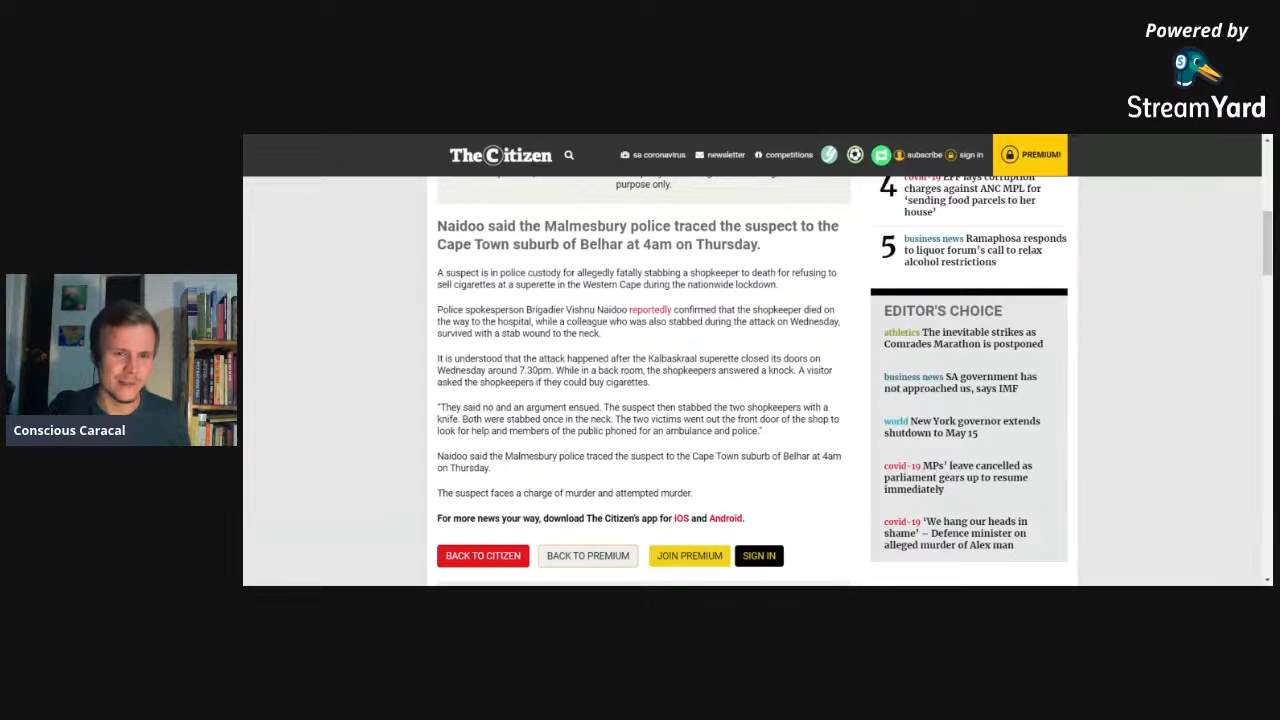 Powered by
StreamYard
The Citizen
sa coronavirus
newsletter
competitions
subscribe
sign in
PREMIUM!
purpose only.
Naidoo said the Malmesbury police traced the suspect to the
Cape Town suburb of Belhar at 4am on Thursday.
A suspect is in police custody for allegedly fatally stabbing a shopkeeper to death for refusing to
sell cigarettes at a superette in the Western Cape during the nationwide lockdown.
Police spokesperson Brigadier Vishnu Naidoo reportedly confirmed that the shopkeeper died on
the way to the hospital, while a colleague who was also stabbed during the attack on Wednesday,
survived with a stab wound to the neck.
It is understood that the attack happened after the Kalbaskraal superette closed its doors on
Wednesday around 7.30pm. While in a back room, the shopkeepers answered a knock. A visitor
asked the shopkeepers if they could buy cigarettes.
"They said no and an argument ensued. The suspect then stabbed the two shopkeepers with a
knife. Both were stabbed once in the neck. The two victims went out the front door of the shop to
look for help and members of the public phoned for an ambulance and police."
Naidoo said the Malmesbury police traced the suspect to the Cape Town suburb of Belhar at 4am
on Thursday.
The suspect faces a charge of murder and attempted murder.
For more news your way, download The Citizen's app for iOS and Android.
BACK TO CITIZEN
BACK TO PREMIUM
JOIN PREMIUM
SIGN IN
4
covid-19 EFF lays corruption
charges against ANC MPL for
‘sending food parcels to her
house’
5
business news Ramaphosa responds
to liquor forum’s call to relax
alcohol restrictions
EDITOR'S CHOICE
athletics The inevitable strikes as
Comrades Marathon is postponed
business news SA government has
not approached us, says IMF
world New York governor extends
shutdown to May 15
covid-19 MPs’ leave cancelled as
parliament gears up to resume
immediately
covid-19 ‘We hang our heads in
shame’ – Defence minister on
alleged murder of Alex man
Conscious Caracal